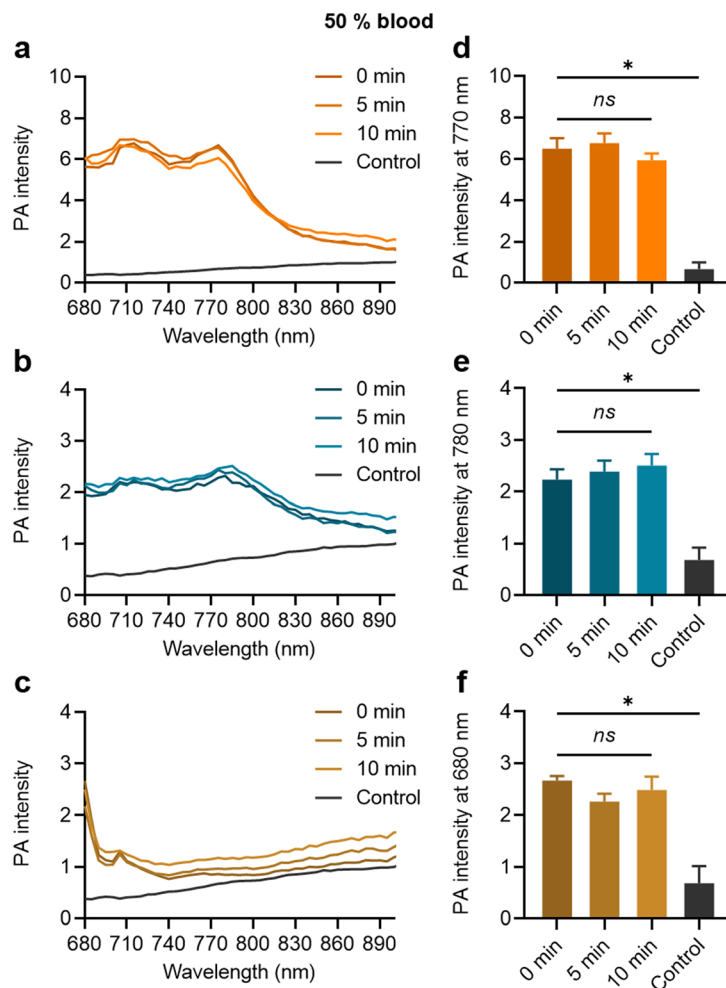 50 % blood
a
10
8
6
4
2
0
PA intensity
0 min
5 min
10 min
Control
680 710 740 770 800 830 860 890
Wavelength (nm)
d
10
8
6
4
2
0
PA intensity at 770 nm
*
ns
0 min
5 min
10 min
Control
b
4
3
2
1
0
PA intensity
0 min
5 min
10 min
Control
680 710 740 770 800 830 860 890
Wavelength (nm)
e
4
3
2
1
0
PA intensity at 780 nm
*
ns
0 min
5 min
10 min
Control
c
4
3
2
1
0
PA intensity
0 min
5 min
10 min
Control
680 710 740 770 800 830 860 890
Wavelength (nm)
f
4
3
2
1
0
PA intensity at 680 nm
*
ns
0 min
5 min
10 min
Control